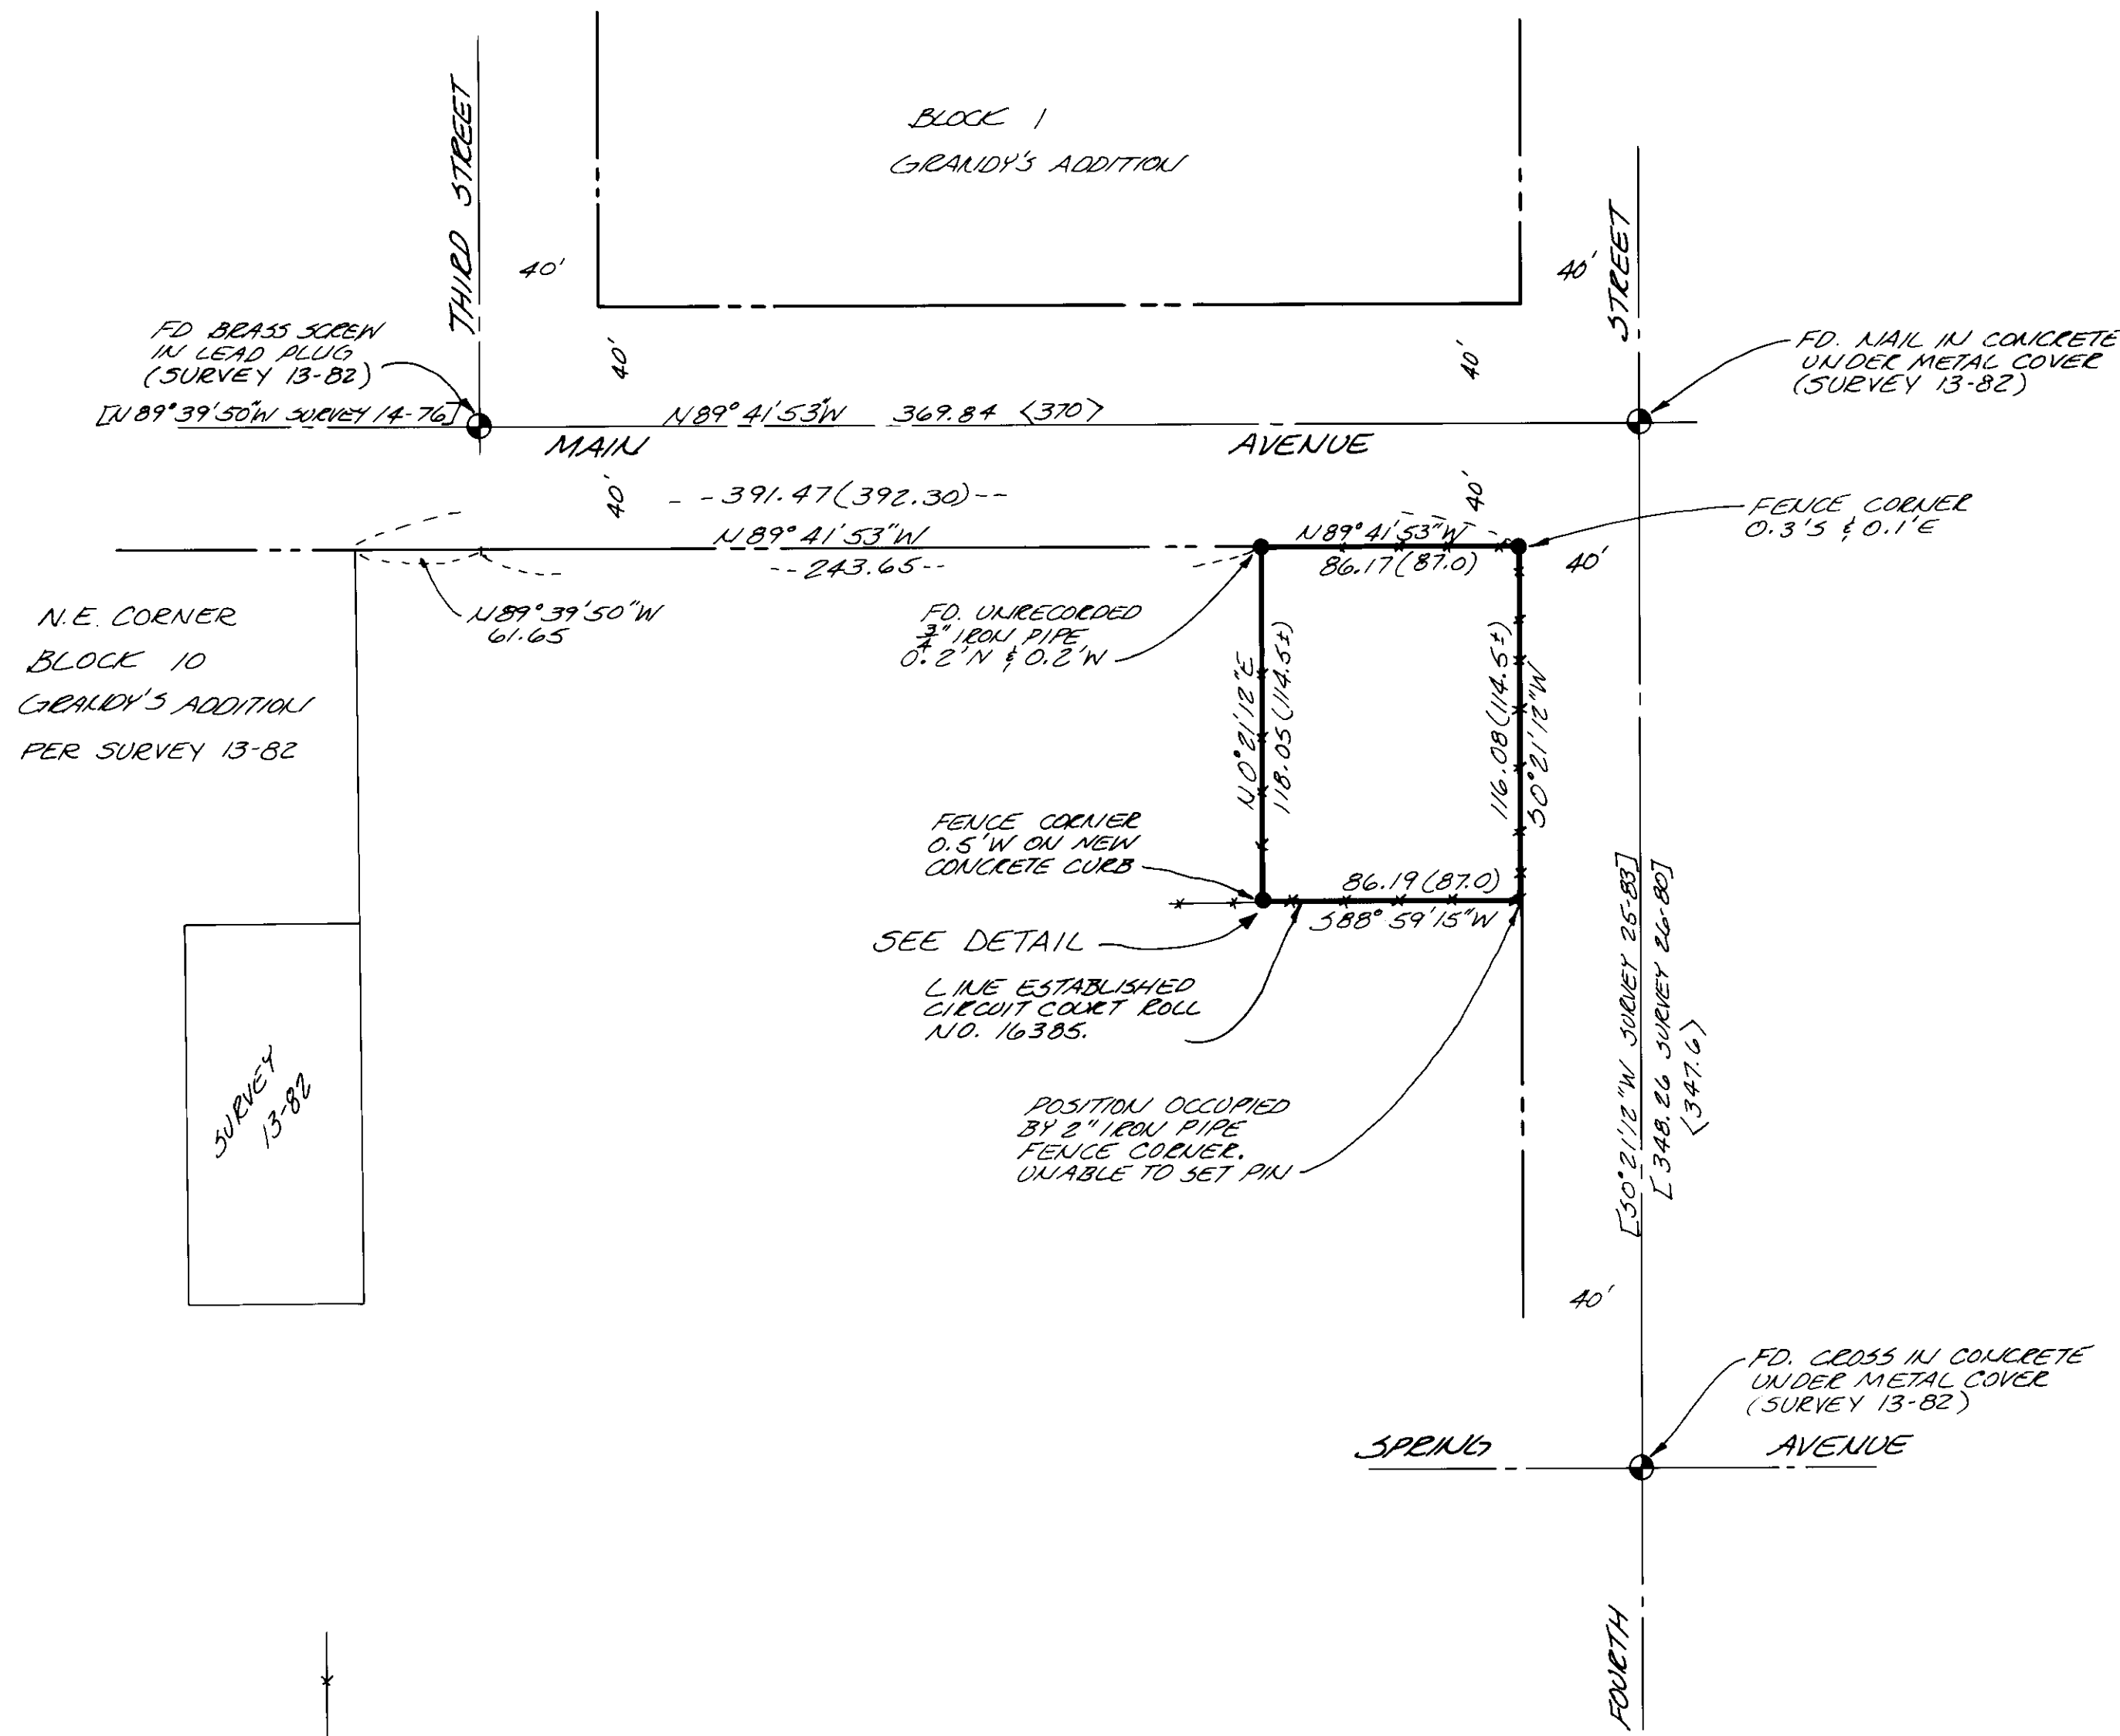 BLOCK 1
GRANDY'S ADDITION
THIRD STREET
40'
40'
STREET
FD BRASS SCREW
IN LEAD PLUG
(SURVEY 13-82)
[N89°39'50"W SURVEY 14-76]
40'
40'
FD. NAIL IN CONCRETE
UNDER METAL COVER
(SURVEY 13-82)
N89°41'53"W 369.84 <370>
MAIN AVENUE
40'
--391.47(392.30)--
40'
FENCE CORNER
0.3'S & 0.1'E
N89°41'53"W
--243.65--
N89°41'53"W
86.17(87.0)
40'
N.E. CORNER
BLOCK 10
GRANDY'S ADDITION
PER SURVEY 13-82
N89°39'50"W
61.65
FD. UNRECORDED
3/4" IRON PIPE
0.2'N & 0.2'W
N0°21'12"E
118.05(114.5±)
116.08(114.5±)
S0°21'12"W
FENCE CORNER
0.5'W ON NEW
CONCRETE CURB
86.19(87.0)
S88°59'15"W
SEE DETAIL
LINE ESTABLISHED
CIRCUIT COURT ROLL
NO. 16385.
[S0°21'12"W SURVEY 25-83]
[348.26 SURVEY 26-80]
<347.6>
SURVEY
13-82
POSITION OCCUPIED
BY 2" IRON PIPE
FENCE CORNER.
UNABLE TO SET PIN
40'
FD. CROSS IN CONCRETE
UNDER METAL COVER
(SURVEY 13-82)
SPRING AVENUE
FOURTH